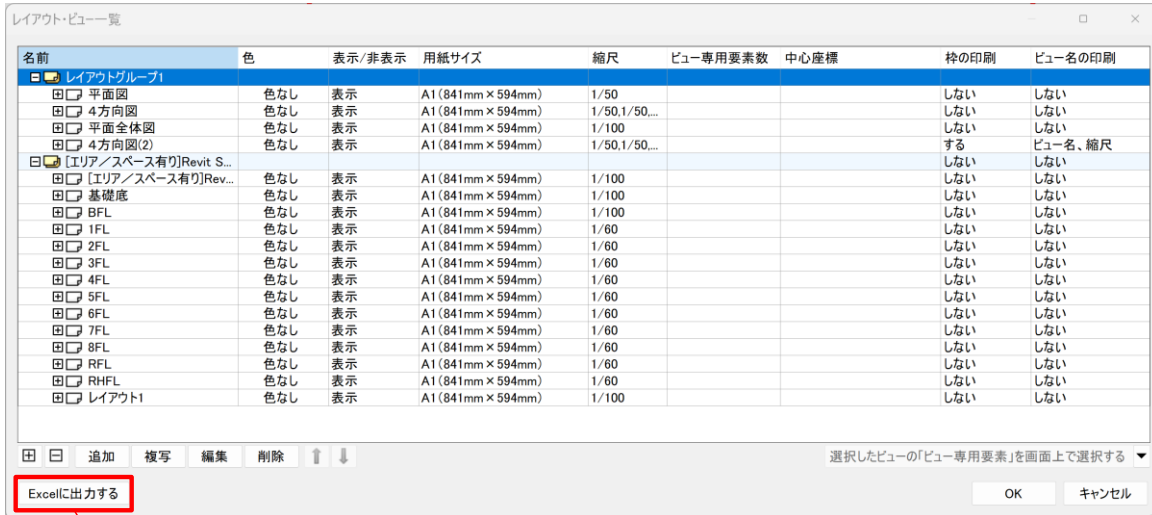 レイアウト・ビュー一覧
名前 色 表示/非表示 用紙サイズ 縮尺 ビュー専用要素数 中心座標 枠の印刷 ビュー名の印刷
レイアウトグループ1
平面図 色なし 表示 A1(841mm×594mm) 1/50 しない しない
4方向図 色なし 表示 A1(841mm×594mm) 1/50,1/50,... しない しない
平面全体図 色なし 表示 A1(841mm×594mm) 1/100 しない しない
4方向図(2) 色なし 表示 A1(841mm×594mm) 1/50,1/50,... する ビュー名、縮尺
[エリア／スペース有り]Revit S... しない しない
[エリア／スペース有り]Rev... 色なし 表示 A1(841mm×594mm) 1/100 しない しない
基礎底 色なし 表示 A1(841mm×594mm) 1/100 しない しない
BFL 色なし 表示 A1(841mm×594mm) 1/100 しない しない
1FL 色なし 表示 A1(841mm×594mm) 1/60 しない しない
2FL 色なし 表示 A1(841mm×594mm) 1/60 しない しない
3FL 色なし 表示 A1(841mm×594mm) 1/60 しない しない
4FL 色なし 表示 A1(841mm×594mm) 1/60 しない しない
5FL 色なし 表示 A1(841mm×594mm) 1/60 しない しない
6FL 色なし 表示 A1(841mm×594mm) 1/60 しない しない
7FL 色なし 表示 A1(841mm×594mm) 1/60 しない しない
8FL 色なし 表示 A1(841mm×594mm) 1/60 しない しない
RFL 色なし 表示 A1(841mm×594mm) 1/60 しない しない
RHFL 色なし 表示 A1(841mm×594mm) 1/60 しない しない
レイアウト1 色なし 表示 A1(841mm×594mm) 1/100 しない しない
追加 複写 編集 削除 選択したビューの「ビュー専用要素」を画面上で選択する
Excelに出力する OK キャンセル